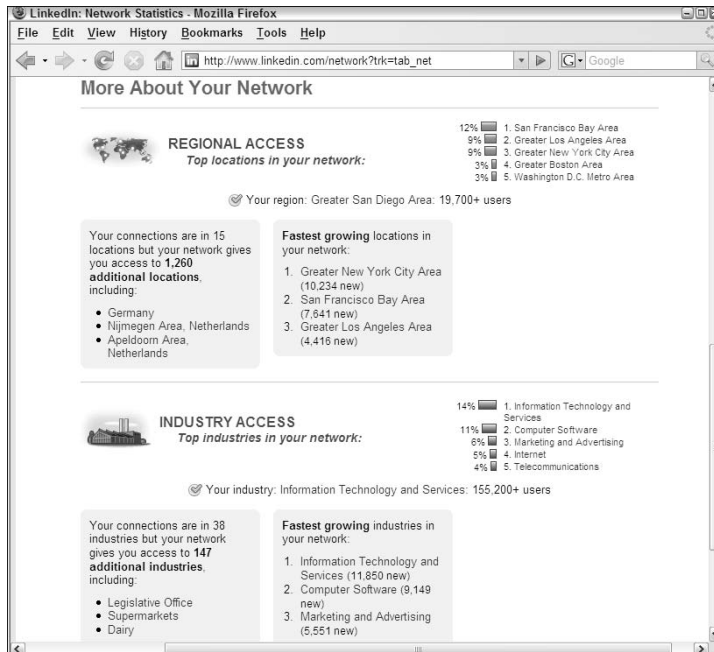 LinkedIn: Network Statistics - Mozilla Firefox
File Edit View History Bookmarks Tools Help
http://www.linkedin.com/network?trk=tab_net
G Google
More About Your Network
REGIONAL ACCESS
Top locations in your network:
12% 1. San Francisco Bay Area
9% 2. Greater Los Angeles Area
9% 3. Greater New York City Area
3% 4. Greater Boston Area
3% 5. Washington D.C. Metro Area
Your region: Greater San Diego Area: 19,700+ users
Your connections are in 15
locations but your network gives
you access to 1,260
additional locations,
including:
• Germany
• Nijmegen Area, Netherlands
• Apeldoorn Area,
Netherlands
Fastest growing locations in
your network:
1. Greater New York City Area
(10,234 new)
2. San Francisco Bay Area
(7,641 new)
3. Greater Los Angeles Area
(4,416 new)
INDUSTRY ACCESS
Top industries in your network:
14% 1. Information Technology and
Services
11% 2. Computer Software
6% 3. Marketing and Advertising
5% 4. Internet
4% 5. Telecommunications
Your industry: Information Technology and Services: 155,200+ users
Your connections are in 38
industries but your network
gives you access to 147
additional industries,
including:
• Legislative Office
• Supermarkets
• Dairy
Fastest growing industries in
your network:
1. Information Technology and
Services (11,850 new)
2. Computer Software (9,149
new)
3. Marketing and Advertising
(5,551 new)